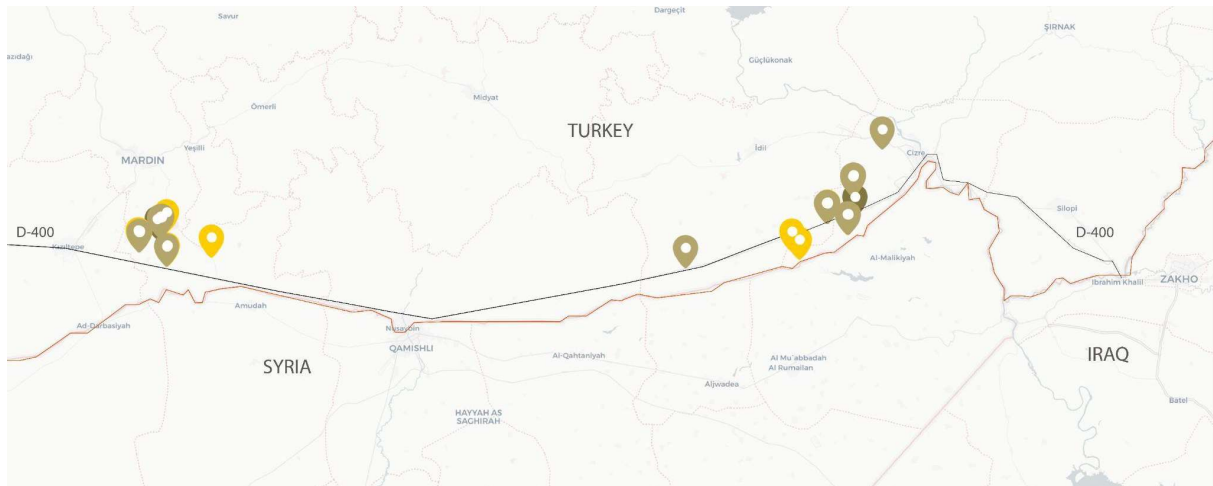 Savur
Dargeçit
ŞIRNAK
azıdağı
Güçlükonak
Ömerli
Midyat
TURKEY
Yeşilli
İdil
Cizre
MARDIN
Silopi
D-400
D-400
Kızıltepe
Al-Malikiyah
Ibrahim Khalil
ZAKHO
Amudah
Ad-Darbasiyah
Nusaybin
QAMISHLI
Al-Qahtaniyah
Al Mu`abbadah
Al Rumailan
IRAQ
SYRIA
Aljwadea
Batel
HAYYAH AS
SAGHIRAH